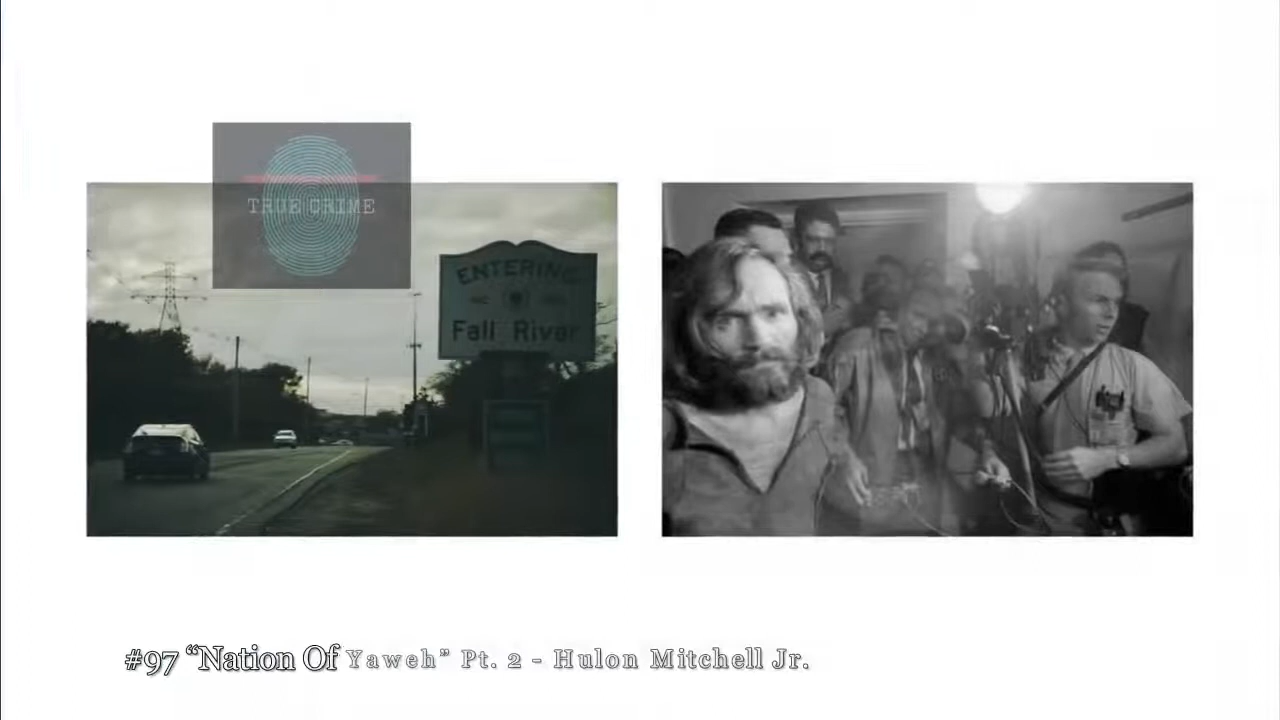 TRUE CRIME
ENTERING
Fall River
#97 “Nation Of Yaweh” Pt. 2 - Hulon Mitchell Jr.